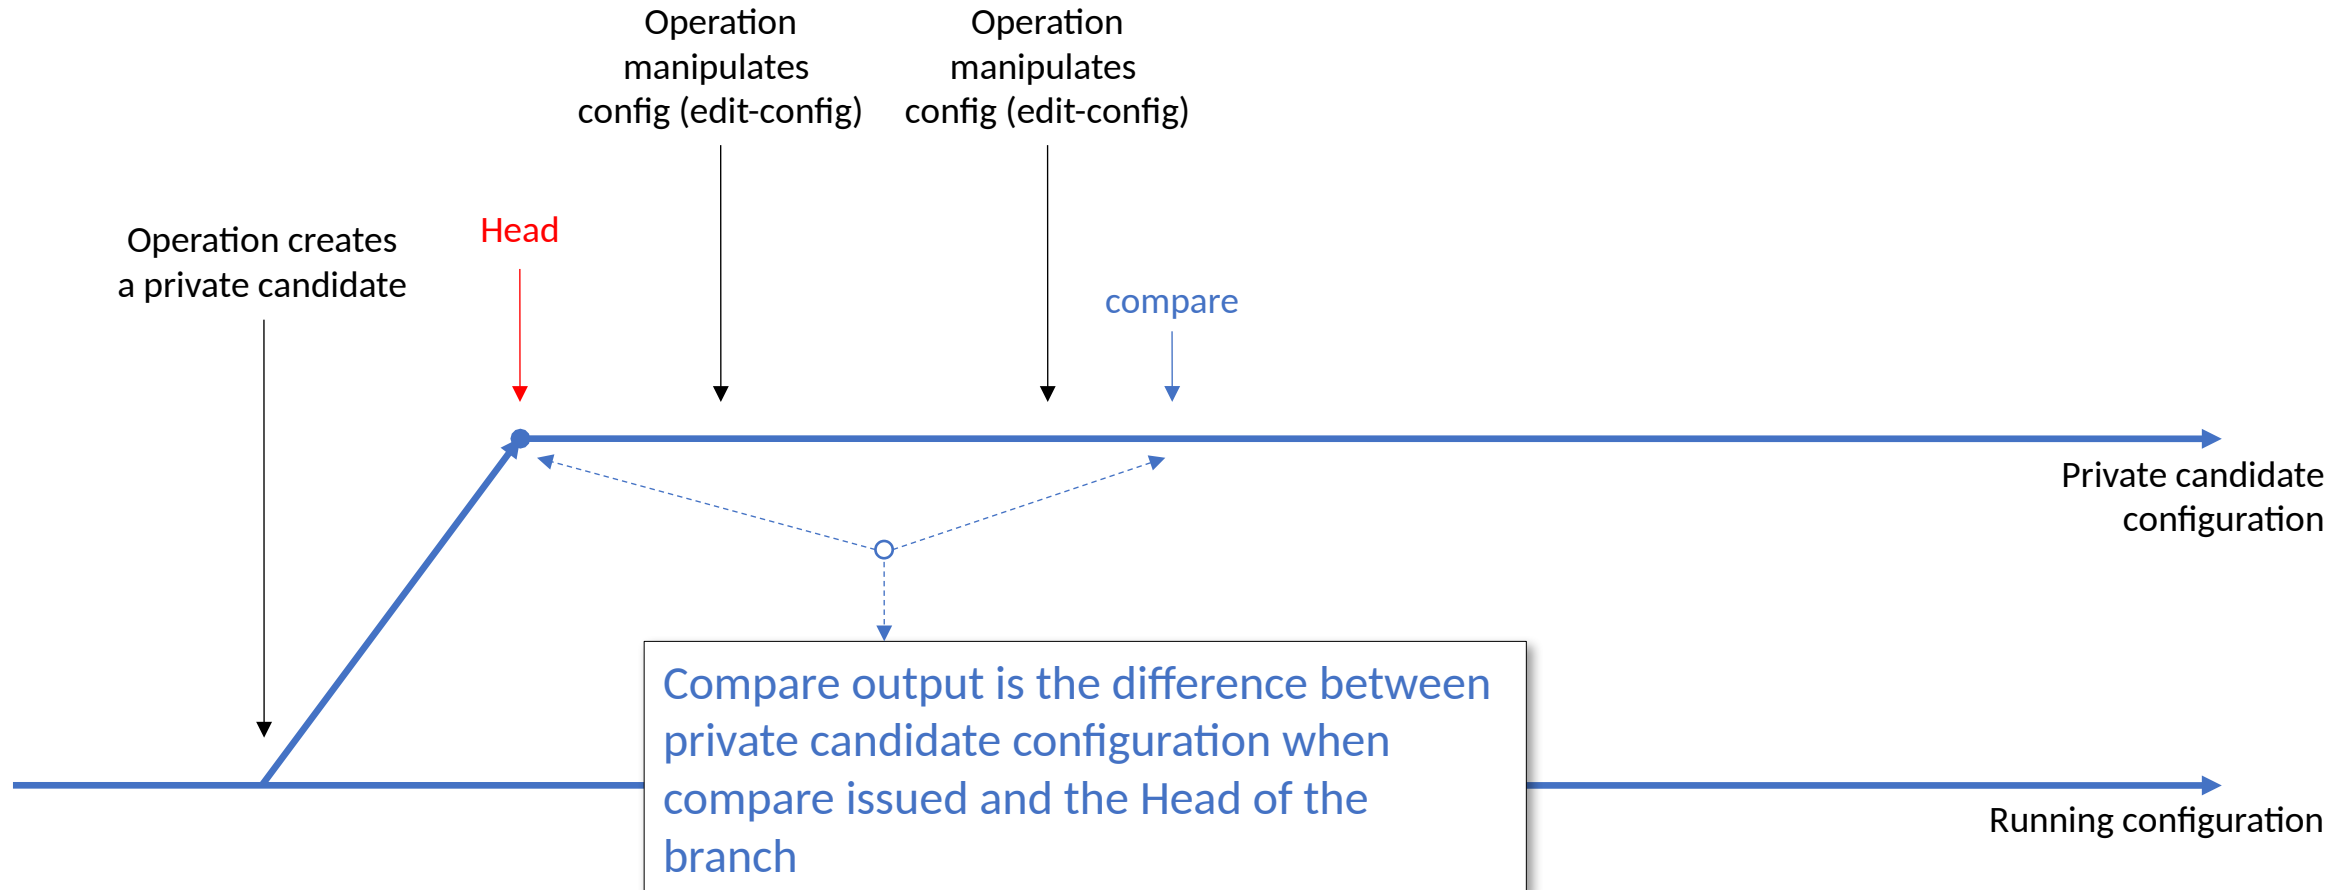 Operation
manipulates
config (edit-config)
Operation
manipulates
config (edit-config)
Operation creates
a private candidate
Head
compare
Private candidate
configuration
Compare output is the difference between
private candidate configuration when
compare issued and the Head of the
branch
Running configuration